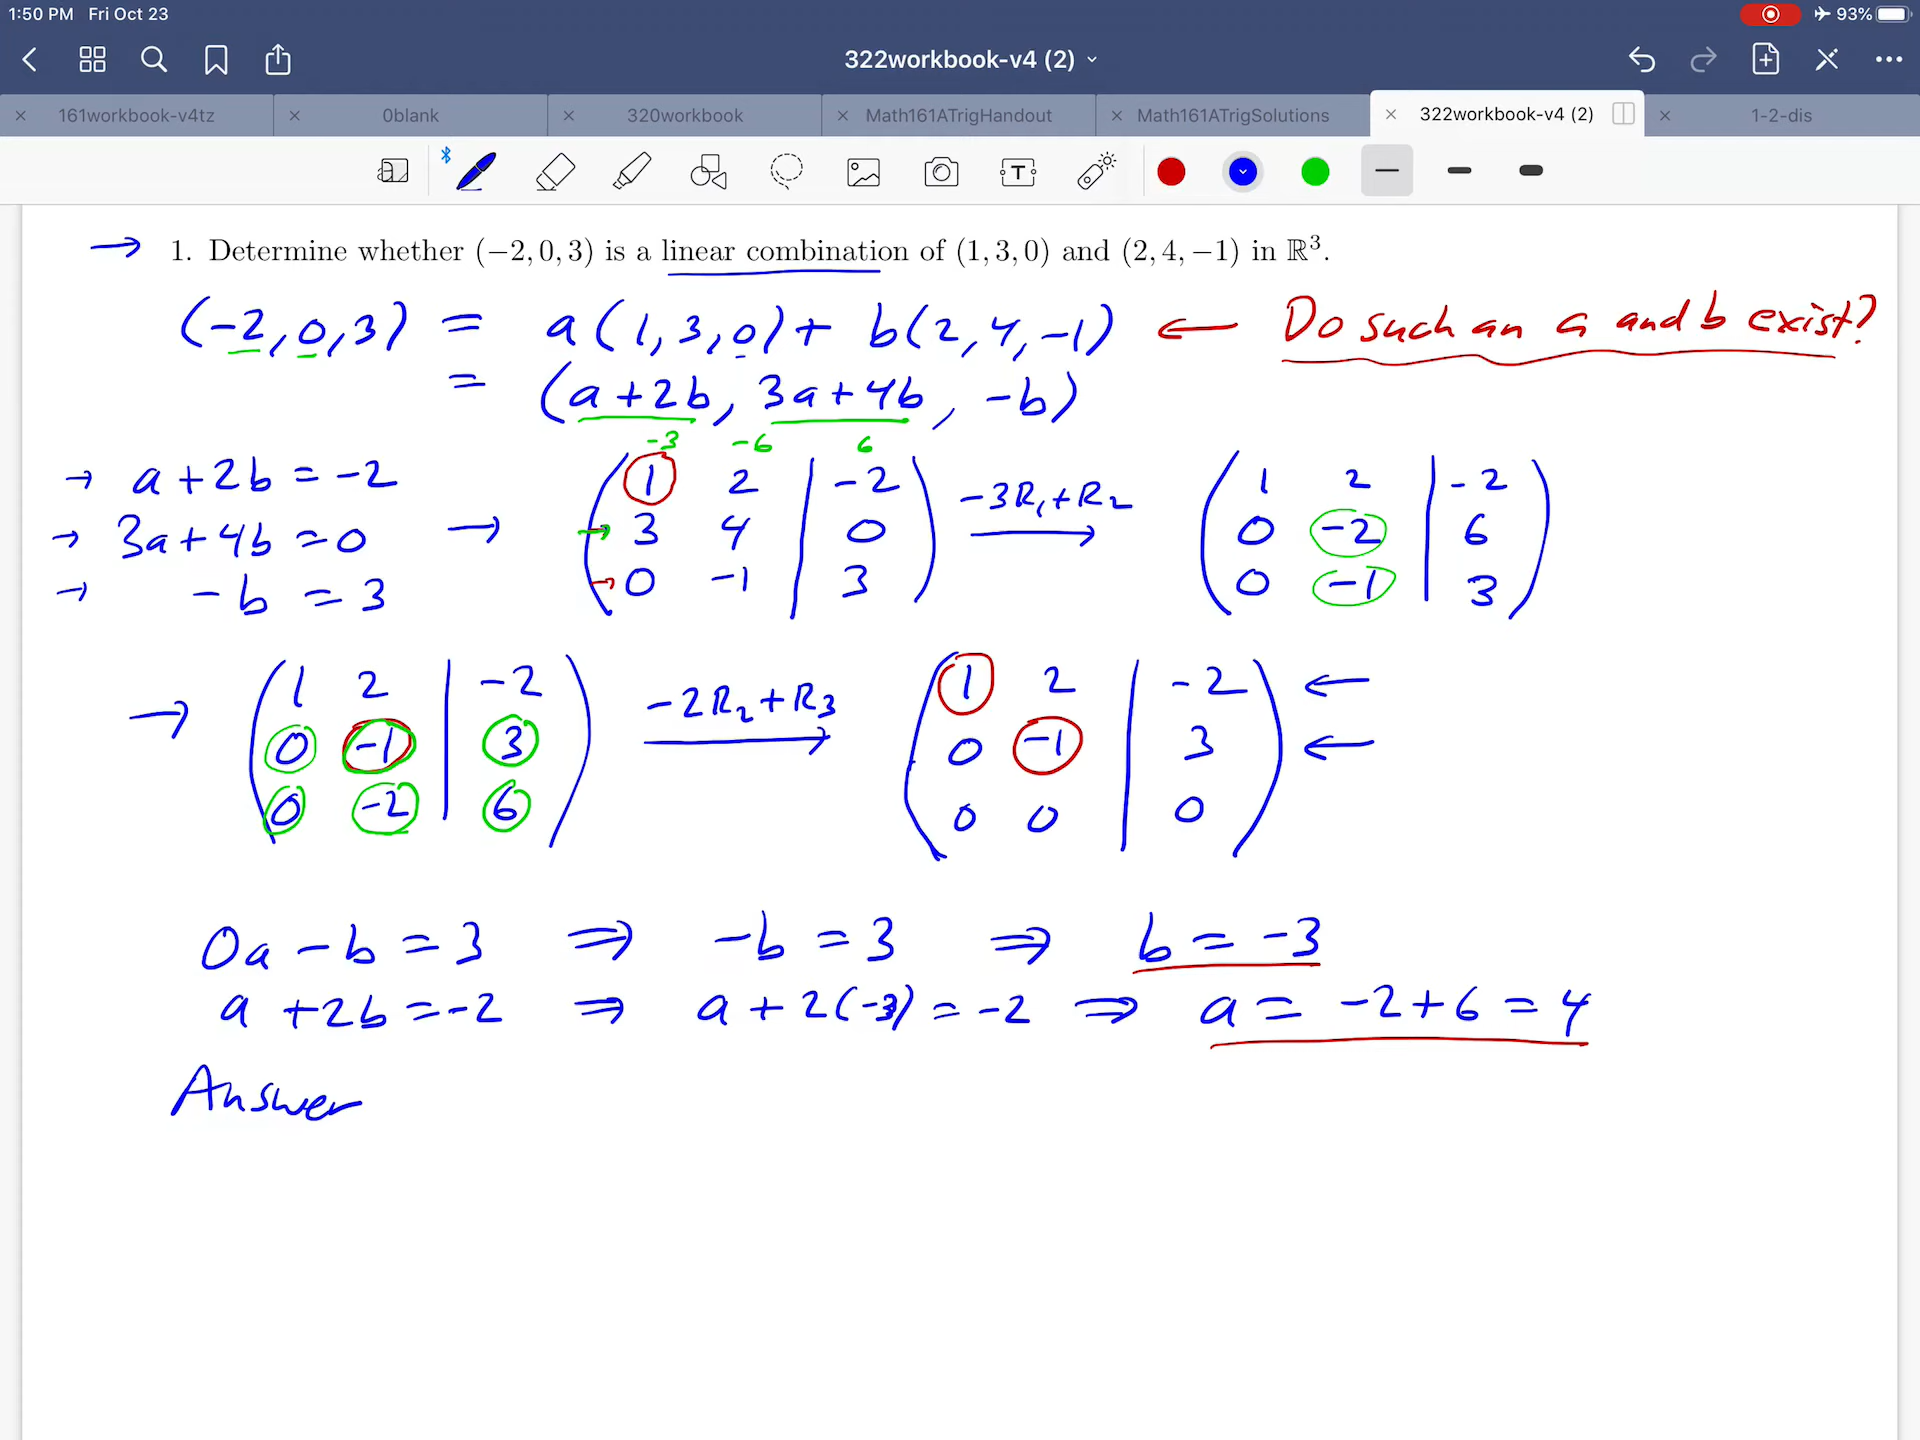 1:50 PM Fri Oct 23 93%
322workbook-v4 (2)
161workbook-v4tz 0blank 320workbook Math161ATrigHandout Math161ATrigSolutions 322workbook-v4 (2) 1-2-dis
→ 1. Determine whether (−2, 0, 3) is a linear combination of (1, 3, 0) and (2, 4, −1) in ℝ³.
(-2, 0, 3) = a(1, 3, 0) + b(2, 4, -1) ← Do such an a and b exist?
= (a+2b, 3a+4b, -b)
-3 -6 6
→ a + 2b = -2 ( 1 2 | -2 ) ( 1 2 | -2 )
→ 3a + 4b = 0 → ( → 3 4 | 0 ) -3R₁+R₂ → ( 0 -2 | 6 )
→ -b = 3 ( → 0 -1 | 3 ) ( 0 -1 | 3 )
( 1 2 | -2 ) ( 1 2 | -2 ) ←
→ ( 0 -1 | 3 ) -2R₂+R₃ → ( 0 -1 | 3 ) ←
( 0 -2 | 6 ) ( 0 0 | 0 )
0a - b = 3 ⇒ -b = 3 ⇒ b = -3
a + 2b = -2 ⇒ a + 2(-3) = -2 ⇒ a = -2 + 6 = 4
Answer